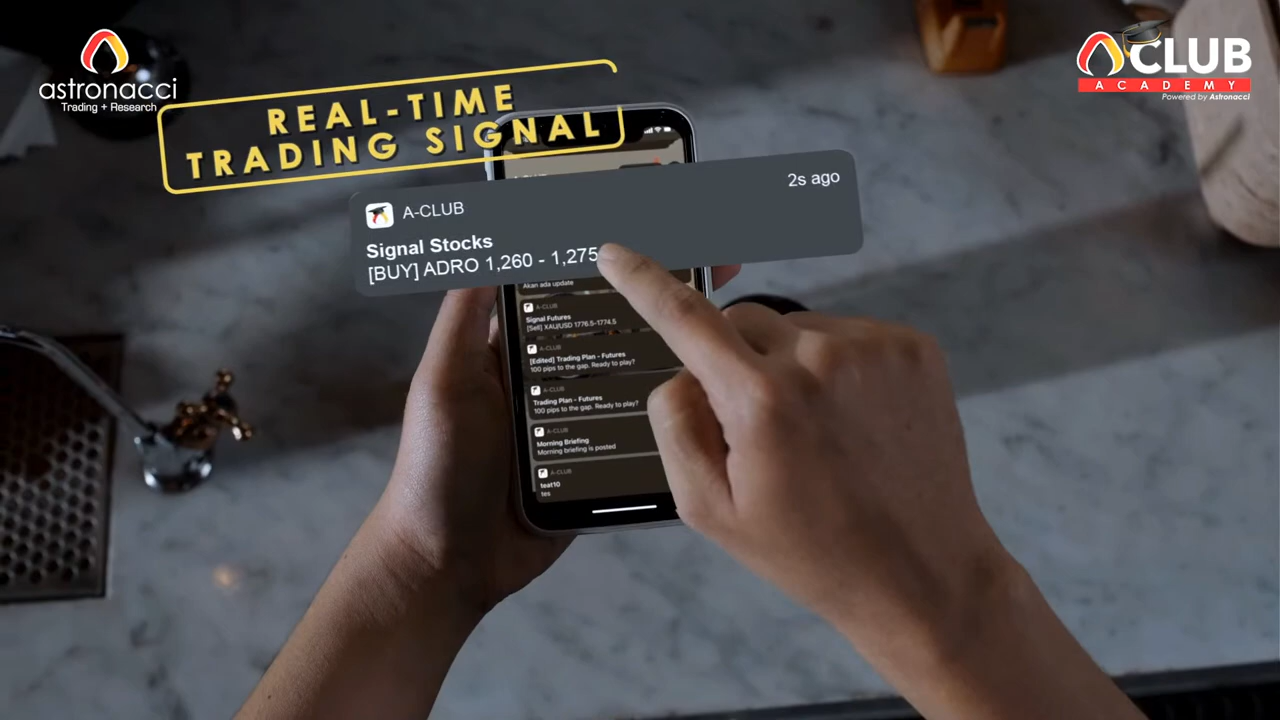 astronacci
Trading + Research
A CLUB
ACADEMY
Powered by Astronacci
REAL-TIME
TRADING SIGNAL
A-CLUB
2s ago
Signal Stocks
[BUY] ADRO 1,260 - 1,275
Akan ada update
A-CLUB
Signal Futures
[Sell] XAU/USD 1776.5-1774.5
A-CLUB
[Edited] Trading Plan - Futures
100 pips to the gap. Ready to play?
A-CLUB
Trading Plan - Futures
100 pips to the gap. Ready to play?
A-CLUB
Morning Briefing
Morning briefing is posted
A-CLUB
teat10
tes